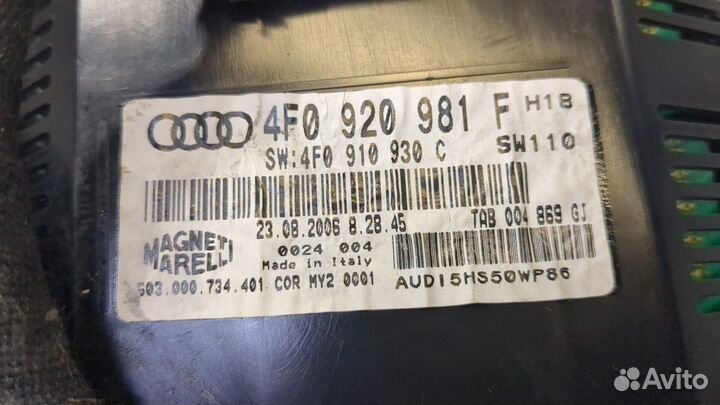 4F0 920 981 F H18
SW:4F0 910 930 C SW110
23.08.2006 8.28.45 TAB 004 869 GJ
MAGNETI
MARELLI
0024 004
Made in Italy
503.000.734.401 COR MY2 0001
AUDI5HS50WP86
Avito